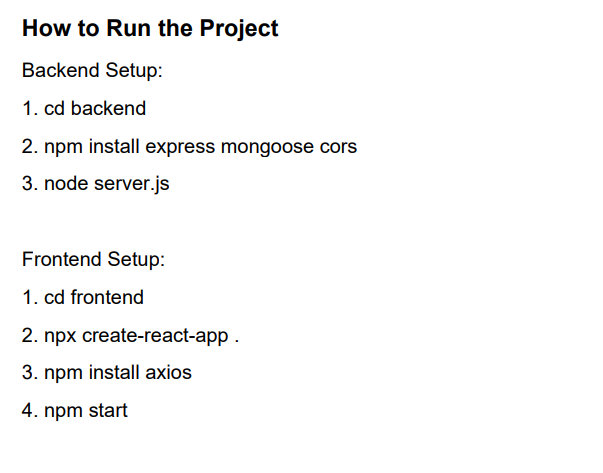 How to Run the Project
Backend Setup:
1. cd backend
2. npm install express mongoose cors
3. node server.js
Frontend Setup:
1. cd frontend
2. npx create-react-app .
3. npm install axios
4. npm start